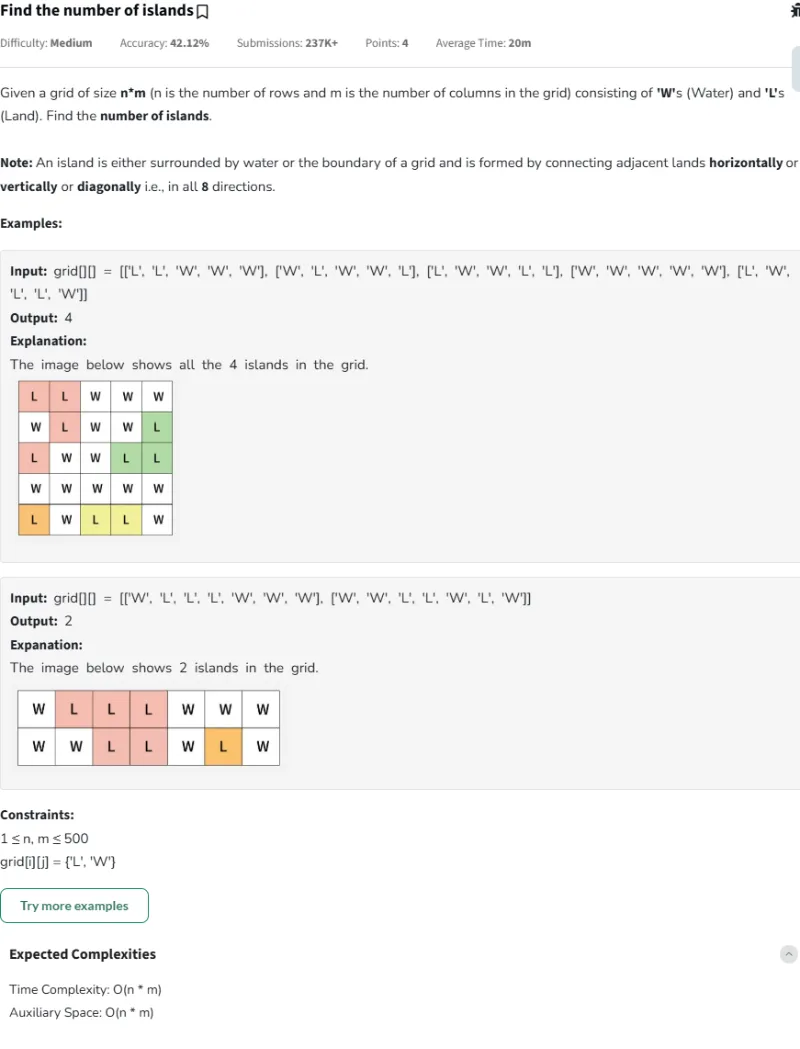 Find the number of islands
Difficulty: Medium Accuracy: 42.12% Submissions: 237K+ Points: 4 Average Time: 20m
Given a grid of size n*m (n is the number of rows and m is the number of columns in the grid) consisting of 'W's (Water) and 'L's
(Land). Find the number of islands.
Note: An island is either surrounded by water or the boundary of a grid and is formed by connecting adjacent lands horizontally or
vertically or diagonally i.e., in all 8 directions.
Examples:
Input: grid[][] = [['L', 'L', 'W', 'W', 'W'], ['W', 'L', 'W', 'W', 'L'], ['L', 'W', 'W', 'L', 'L'], ['W', 'W', 'W', 'W', 'W'], ['L', 'W',
'L', 'L', 'W']]
Output: 4
Explanation:
The image below shows all the 4 islands in the grid.
L L W W W
W L W W L
L W W L L
W W W W W
L W L L W
Input: grid[][] = [['W', 'L', 'L', 'L', 'W', 'W', 'W'], ['W', 'W', 'L', 'L', 'W', 'L', 'W']]
Output: 2
Expanation:
The image below shows 2 islands in the grid.
W L L L W W W
W W L L W L W
Constraints:
1 ≤ n, m ≤ 500
grid[i][j] = {'L', 'W'}
Try more examples
Expected Complexities
Time Complexity: O(n * m)
Auxiliary Space: O(n * m)